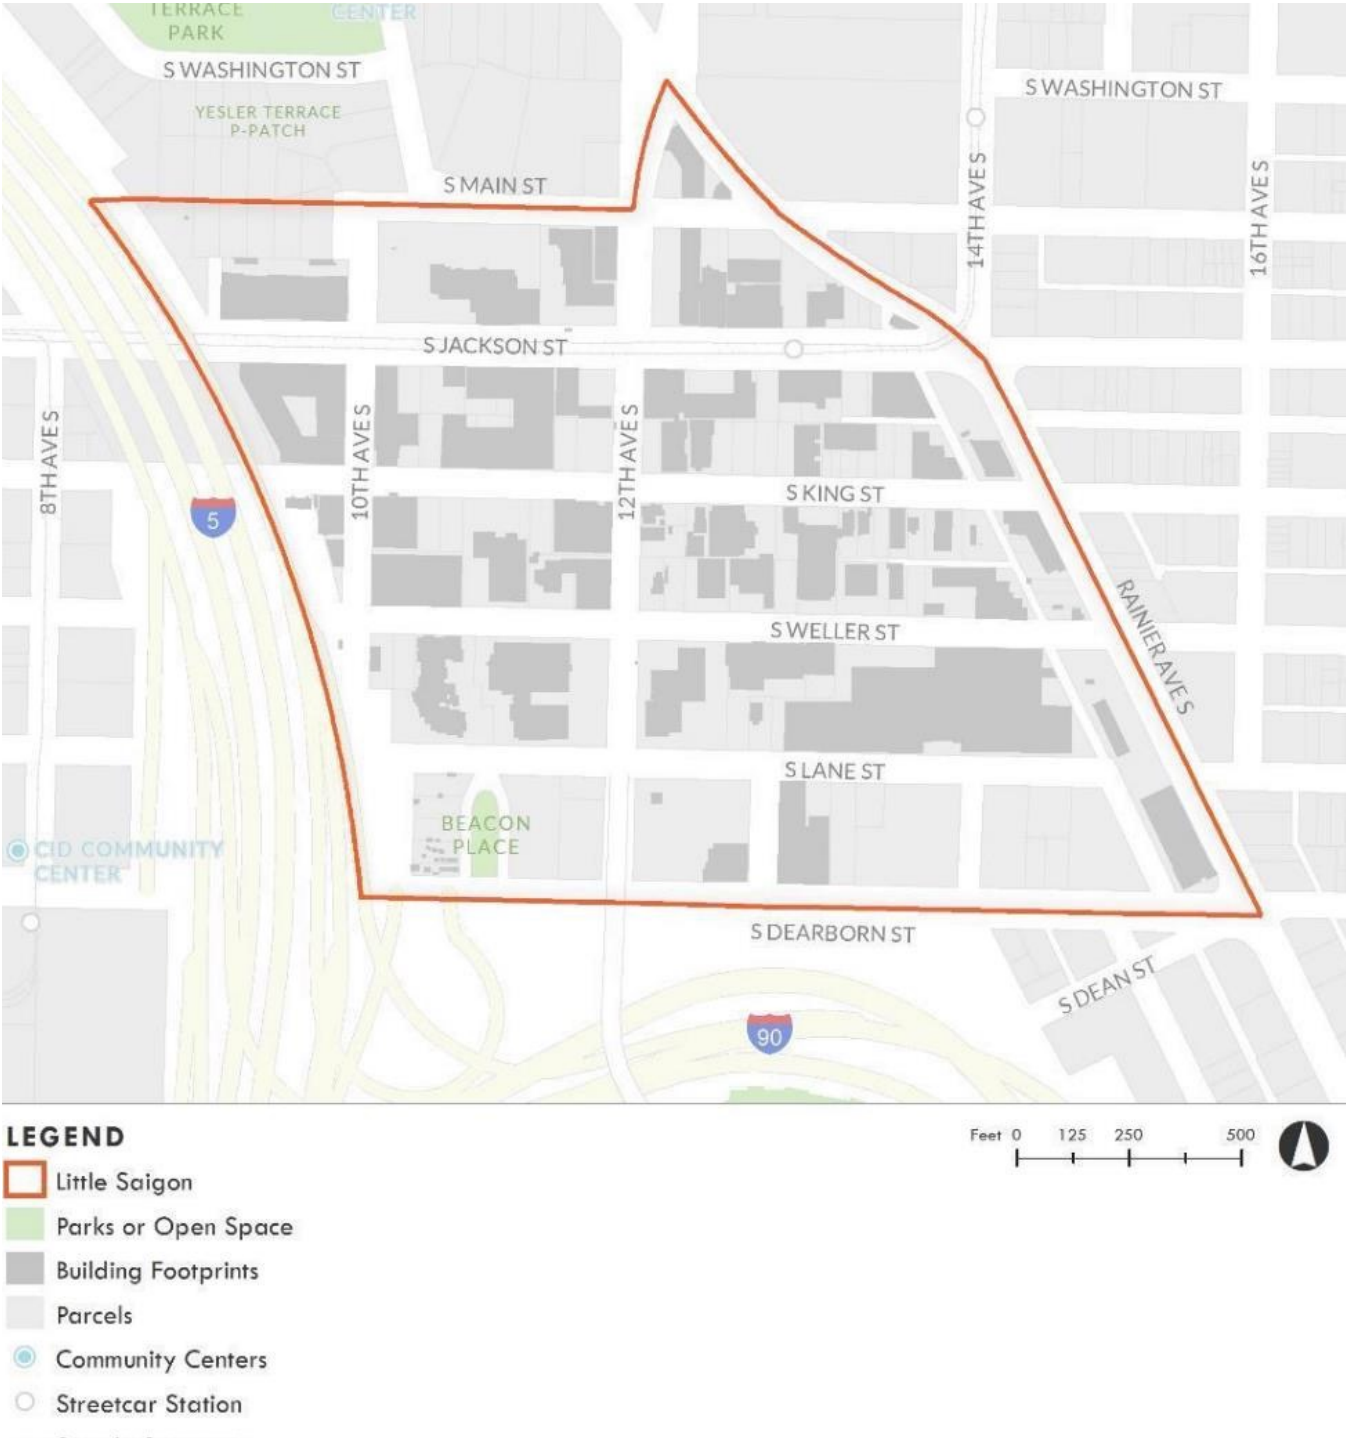 TERRACE
PARK
CENTER
S WASHINGTON ST
S WASHINGTON ST
YESLER TERRACE
P-PATCH
S MAIN ST
14TH AVE S
16TH AVE S
S JACKSON ST
8TH AVE S
10TH AVE S
12TH AVE S
S KING ST
5
RAINIER AVE S
S WELLER ST
S LANE ST
BEACON
PLACE
CID COMMUNITY
CENTER
S DEARBORN ST
S DEAN ST
90
LEGEND
Feet 0 125 250 500
Little Saigon
Parks or Open Space
Building Footprints
Parcels
Community Centers
Streetcar Station